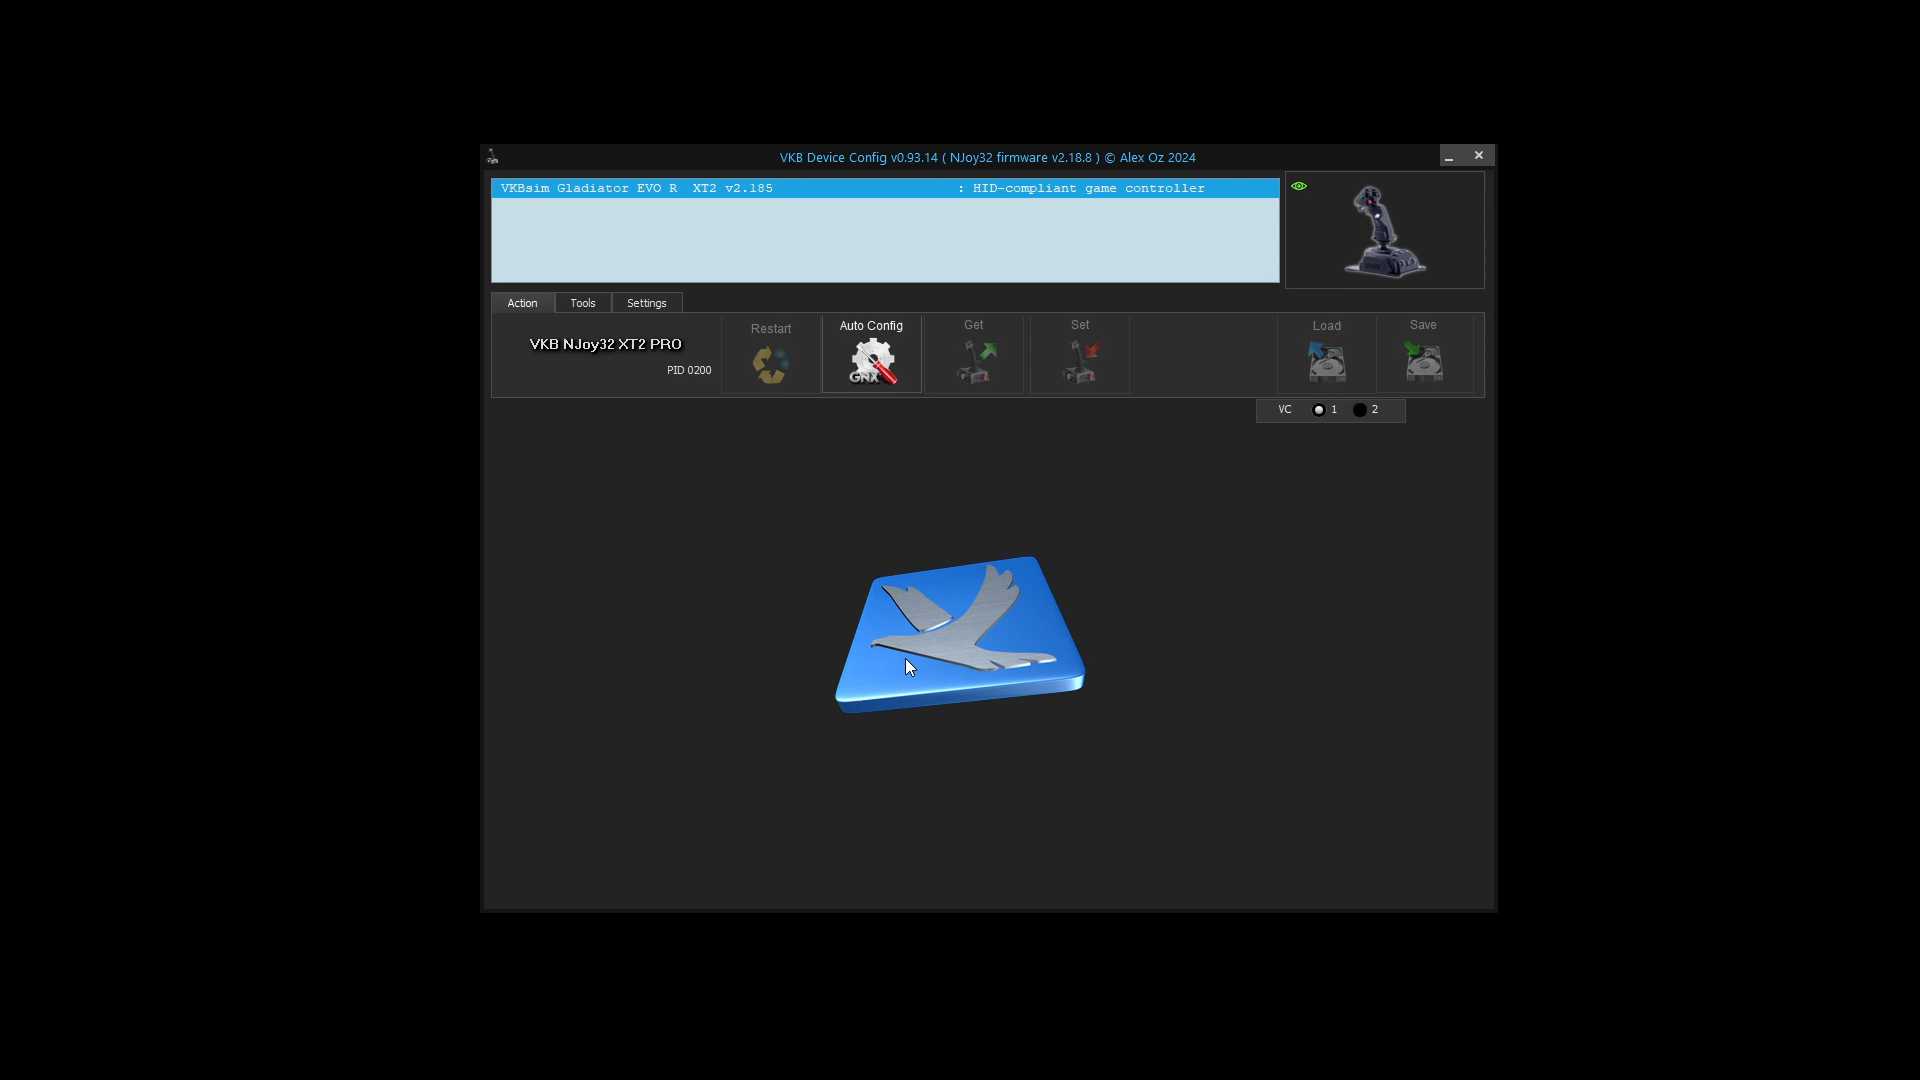 VKB Device Config v0.93.14 ( NJoy32 firmware v2.18.8 ) © Alex Oz 2024
VKBsim Gladiator EVO R  XT2 v2.185 : HID-compliant game controller
Action Tools Settings
VKB NJoy32 XT2 PRO
PID 0200
Restart
Auto Config
GNX
Get
Set
Load
Save
VC 1 2